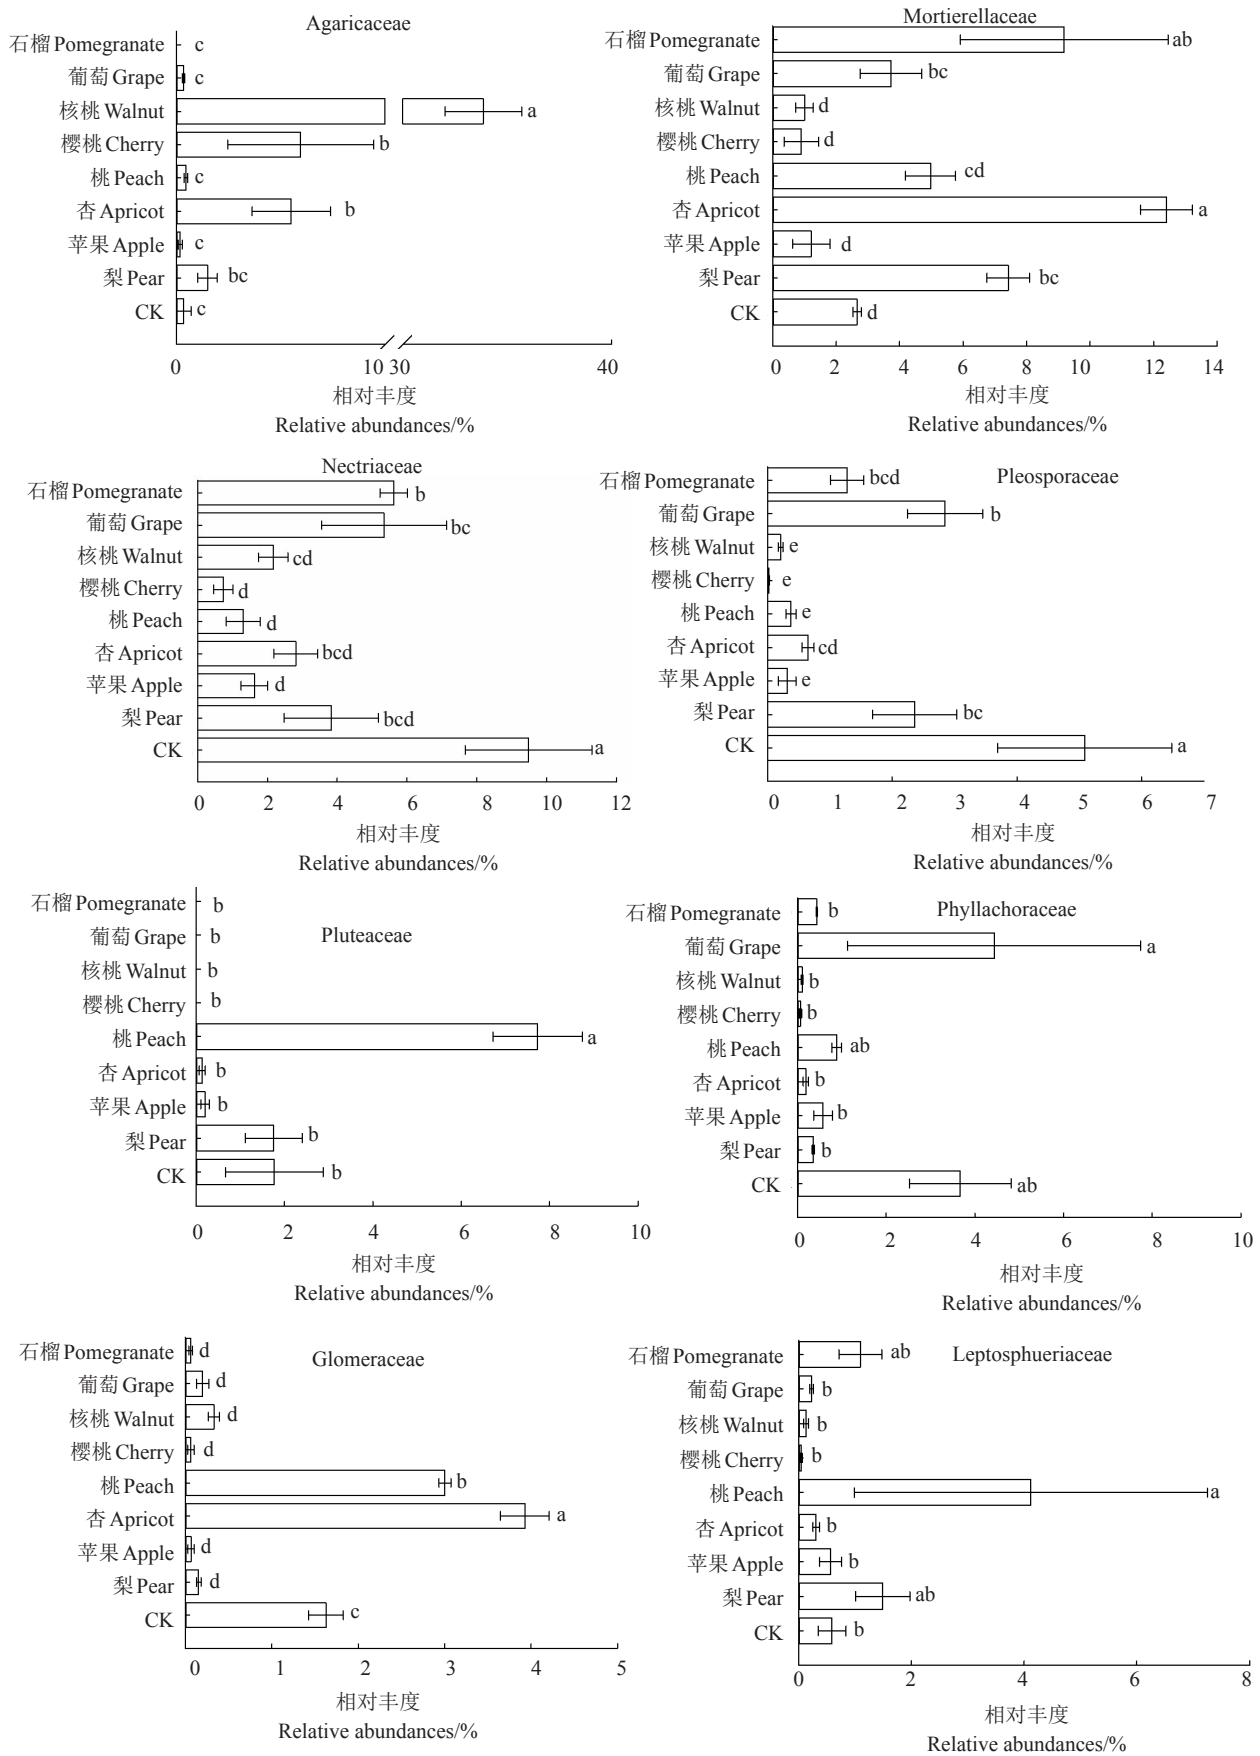 Agaricaceae
石榴 Pomegranate c
葡萄 Grape c
核桃 Walnut a
樱桃 Cherry b
桃 Peach c
杏 Apricot b
苹果 Apple c
梨 Pear bc
CK c
0 10 30 40
相对丰度
Relative abundances/%
Mortierellaceae
石榴 Pomegranate ab
葡萄 Grape bc
核桃 Walnut d
樱桃 Cherry d
桃 Peach cd
杏 Apricot a
苹果 Apple d
梨 Pear bc
CK d
0 2 4 6 8 10 12 14
相对丰度
Relative abundances/%
Nectriaceae
石榴 Pomegranate b
葡萄 Grape bc
核桃 Walnut cd
樱桃 Cherry d
桃 Peach d
杏 Apricot bcd
苹果 Apple d
梨 Pear bcd
CK a
0 2 4 6 8 10 12
相对丰度
Relative abundances/%
Pleosporaceae
石榴 Pomegranate bcd
葡萄 Grape b
核桃 Walnut e
樱桃 Cherry e
桃 Peach e
杏 Apricot cd
苹果 Apple e
梨 Pear bc
CK a
0 1 2 3 4 5 6 7
相对丰度
Relative abundances/%
Pluteaceae
石榴 Pomegranate b
葡萄 Grape b
核桃 Walnut b
樱桃 Cherry b
桃 Peach a
杏 Apricot b
苹果 Apple b
梨 Pear b
CK b
0 2 4 6 8 10
相对丰度
Relative abundances/%
Phyllachoraceae
石榴 Pomegranate b
葡萄 Grape a
核桃 Walnut b
樱桃 Cherry b
桃 Peach ab
杏 Apricot b
苹果 Apple b
梨 Pear b
CK ab
0 2 4 6 8 10
相对丰度
Relative abundances/%
Glomeraceae
石榴 Pomegranate d
葡萄 Grape d
核桃 Walnut d
樱桃 Cherry d
桃 Peach b
杏 Apricot a
苹果 Apple d
梨 Pear d
CK c
0 1 2 3 4 5
相对丰度
Relative abundances/%
Leptosphueriaceae
石榴 Pomegranate ab
葡萄 Grape b
核桃 Walnut b
樱桃 Cherry b
桃 Peach a
杏 Apricot b
苹果 Apple b
梨 Pear ab
CK b
0 2 4 6 8
相对丰度
Relative abundances/%